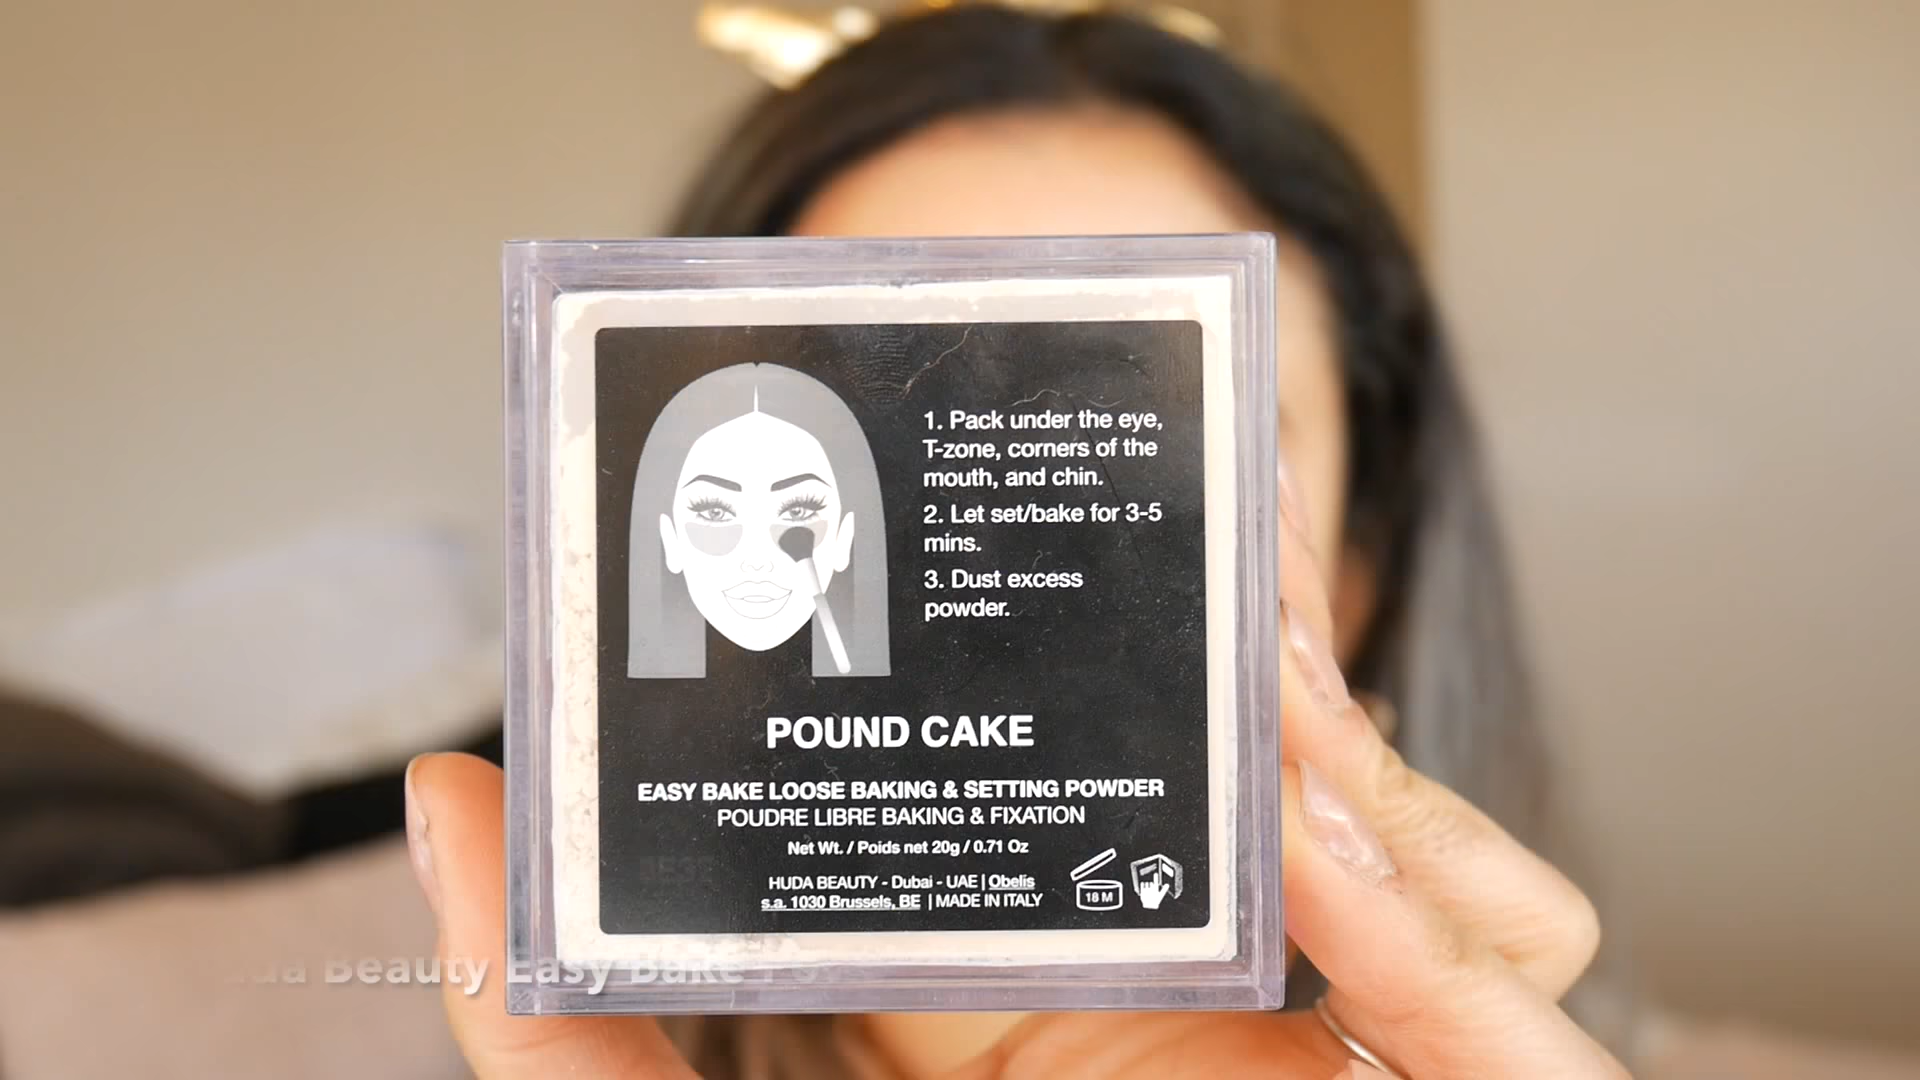 1. Pack under the eye,
T-zone, corners of the
mouth, and chin.
2. Let set/bake for 3-5
mins.
3. Dust excess
powder.
POUND CAKE
EASY BAKE LOOSE BAKING & SETTING POWDER
POUDRE LIBRE BAKING & FIXATION
Net Wt. / Poids net 20g / 0.71 Oz
HUDA BEAUTY - Dubai - UAE | Obelis
s.a. 1030 Brussels, BE | MADE IN ITALY
18 M
Beauty Easy Bake